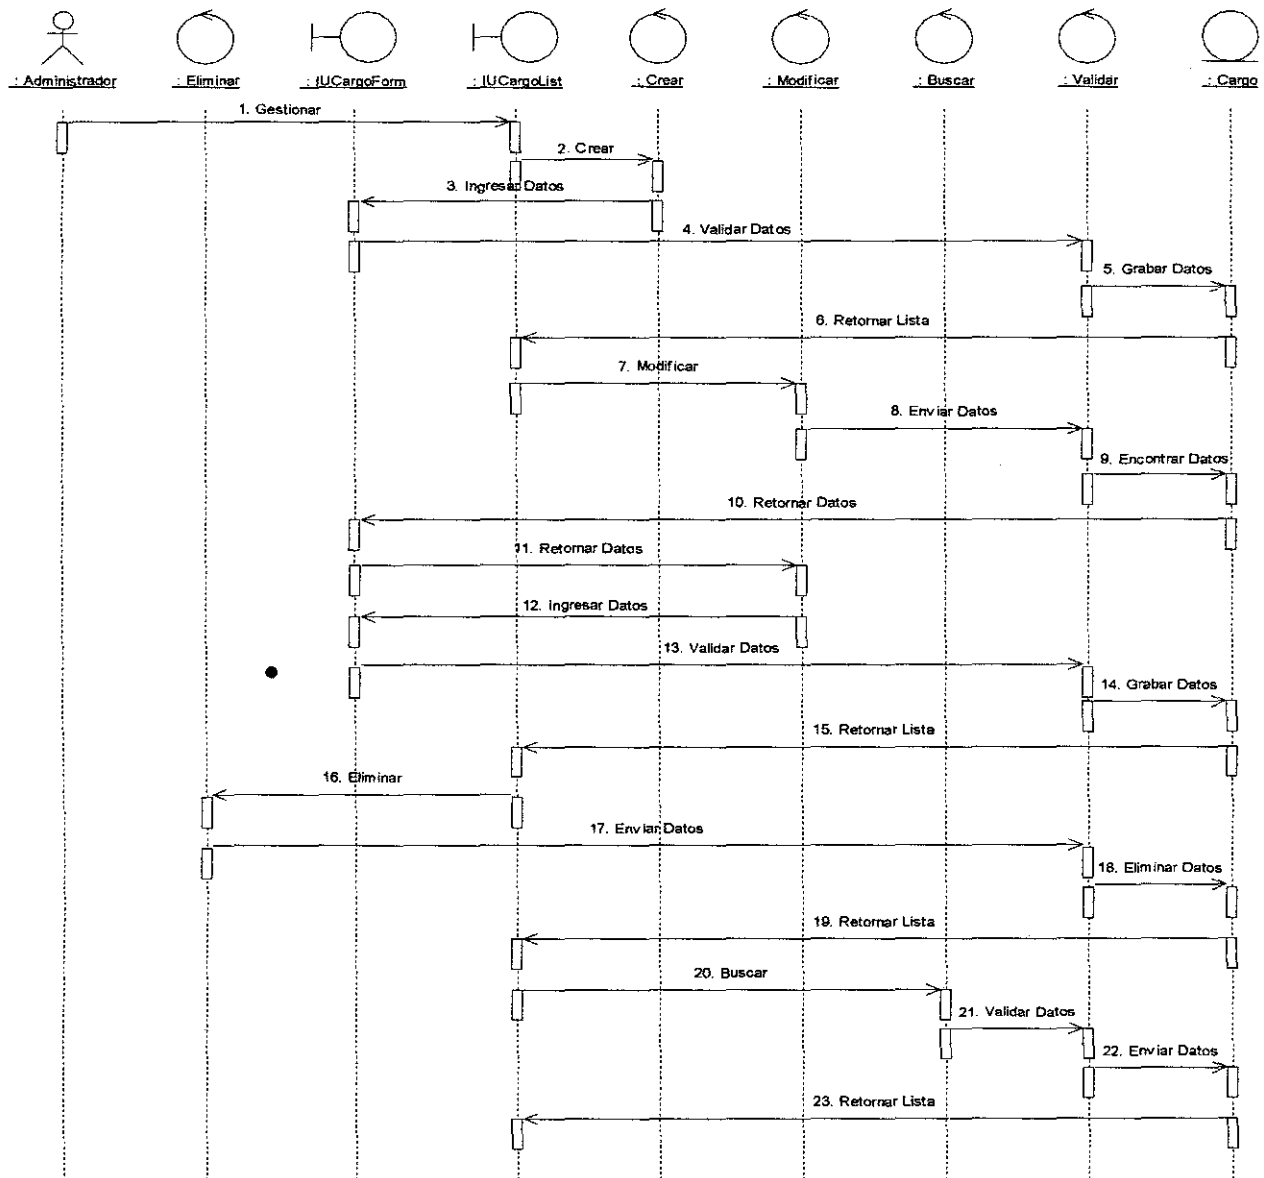 : Administrador
: Eliminar
: IUCargoForm
: IUCargoList
: Crear
: Modificar
: Buscar
: Validar
: Cargo
1. Gestionar
2. Crear
3. Ingresar Datos
4. Validar Datos
5. Grabar Datos
6. Retornar Lista
7. Modificar
8. Enviar Datos
9. Encontrar Datos
10. Retornar Datos
11. Retornar Datos
12. Ingresar Datos
13. Validar Datos
14. Grabar Datos
15. Retornar Lista
16. Eliminar
17. Enviar Datos
18. Eliminar Datos
19. Retornar Lista
20. Buscar
21. Validar Datos
22. Enviar Datos
23. Retornar Lista